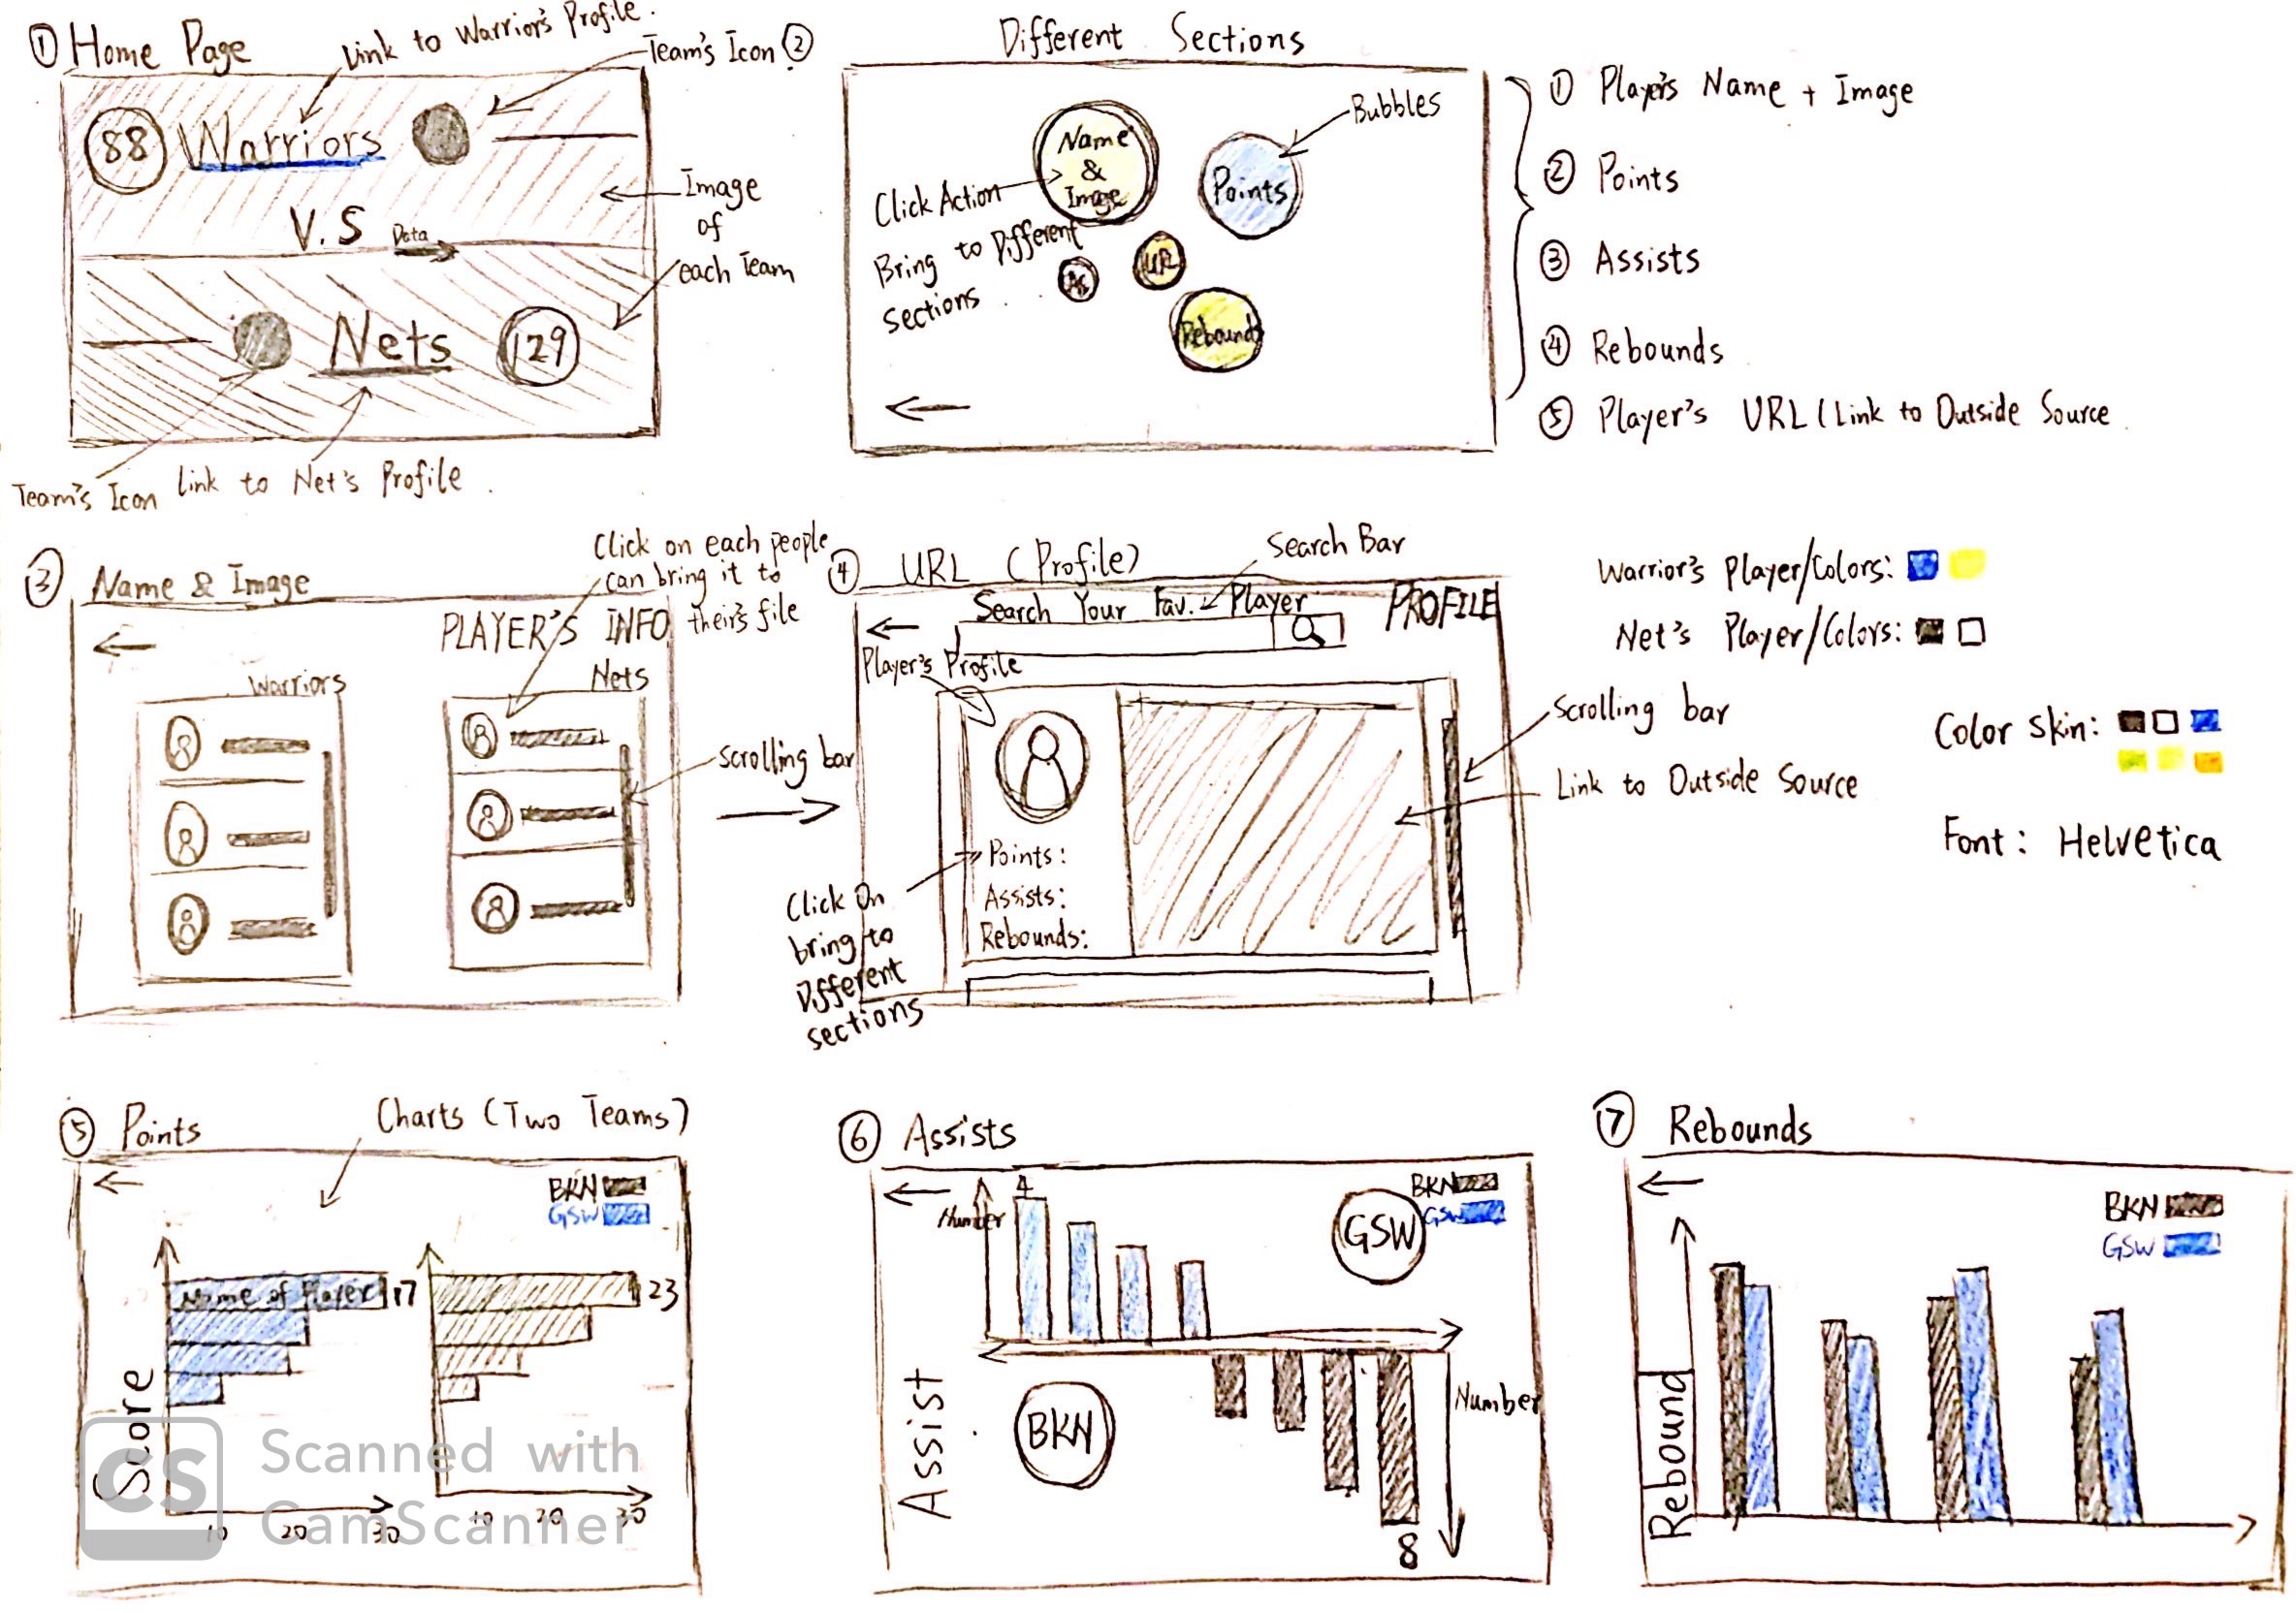 ① Home Page
Link to Warrior's Profile.
Team's Icon
88 Warriors
V.S
Data
Nets 129
Image
of
each Team
Team's Icon
Link to Net's Profile.
②
Different Sections
Name
&
Image
Points
Bubbles
Click Action
Bring to Different
sections.
As
URL
Rebounds
① Player's Name + Image
② Points
③ Assists
④ Rebounds
⑤ Player's URL (Link to Outside Source
③ Name & Image
Click on each people
can bring it to
their's file
PLAYER'S INFO
Warriors
Nets
Scrolling bar
④ URL (Profile)
Search Bar
Search Your Fav. Player
PROFILE
Player's Profile
Points:
Assists:
Rebounds:
Click On
bring to
Different
sections
Scrolling bar
Link to Outside Source
Warrior's Player/Colors:
Net's Player/Colors:
Color Skin:
Font: Helvetica
⑤ Points
Charts (Two Teams)
BKN
GSW
Name of Player 17
23
Score
10 20 30
10 20 30
⑥ Assists
Number
4
BKN
GSW
GSW
Assist
BKN
Number
8
⑦ Rebounds
BKN
GSW
Rebound
CS
Scanned with
CamScanner